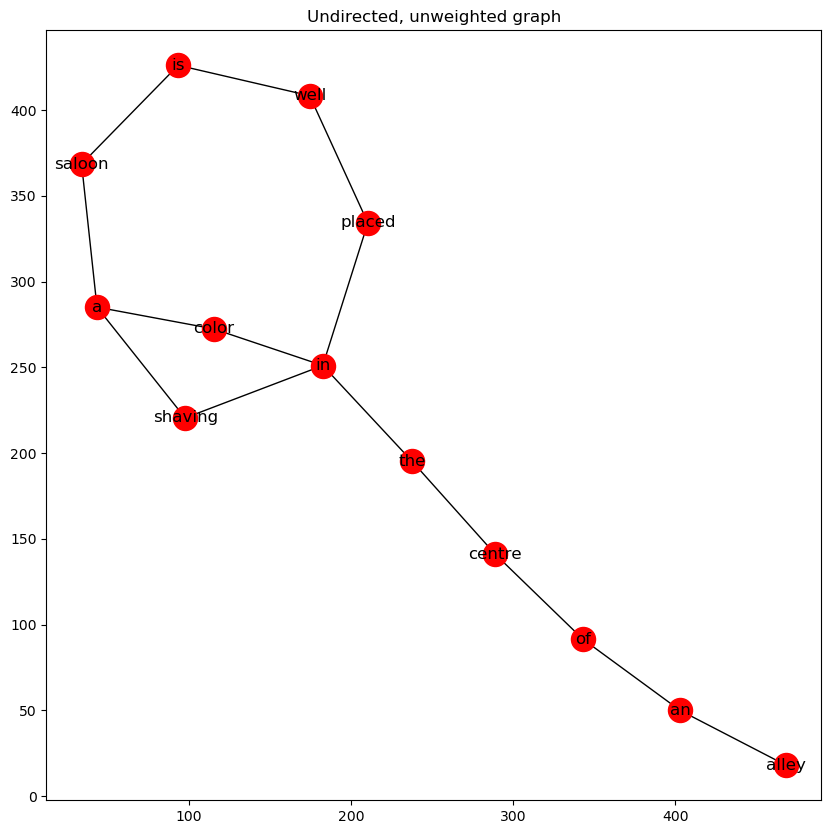 Undirected, unweighted graph
is
well
400
saloon
350
placed
300
a
color
250
in
shaving
200
the
150
centre
100
of
50
an
alley
0
100 200 300 400